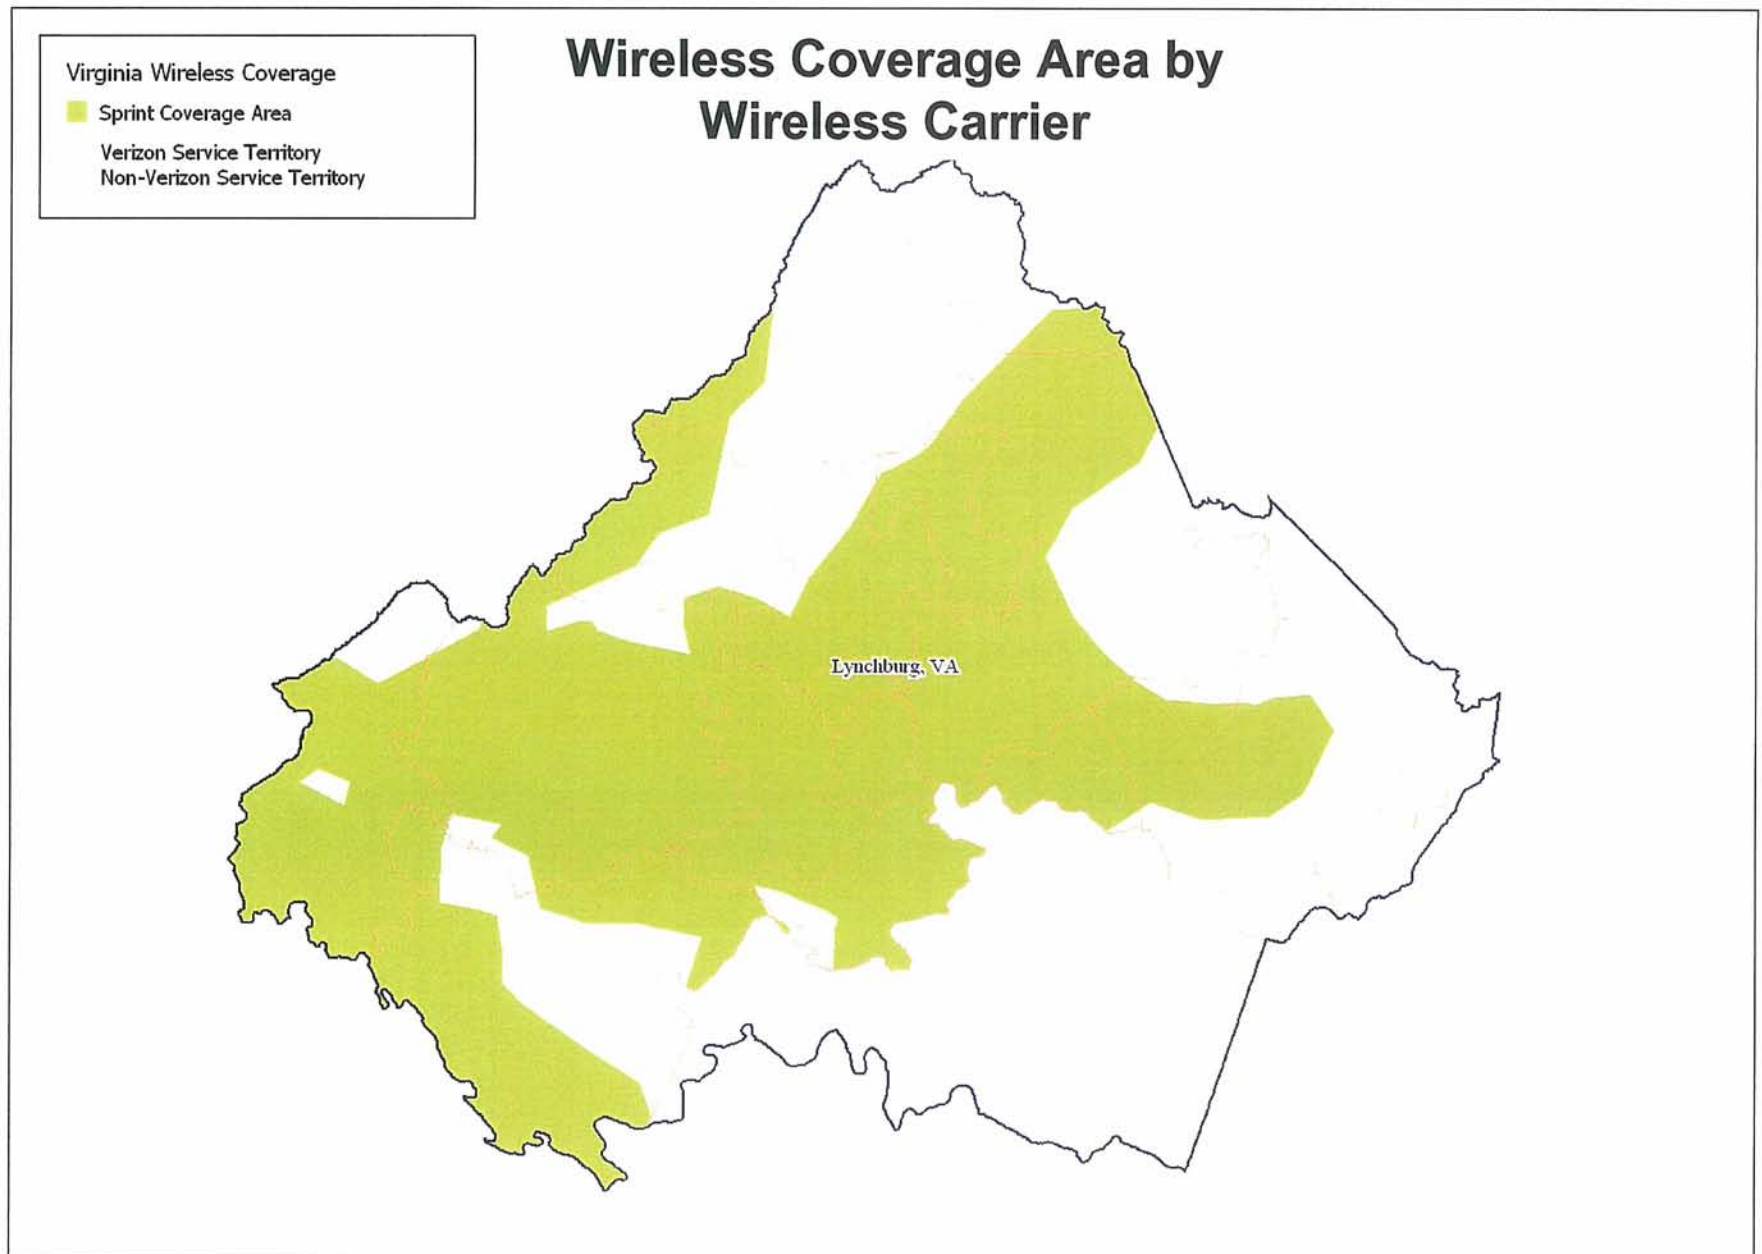 Wireless Coverage Area by
Wireless Carrier
Virginia Wireless Coverage
Sprint Coverage Area
Verizon Service Territory
Non-Verizon Service Territory
Lynchburg, VA